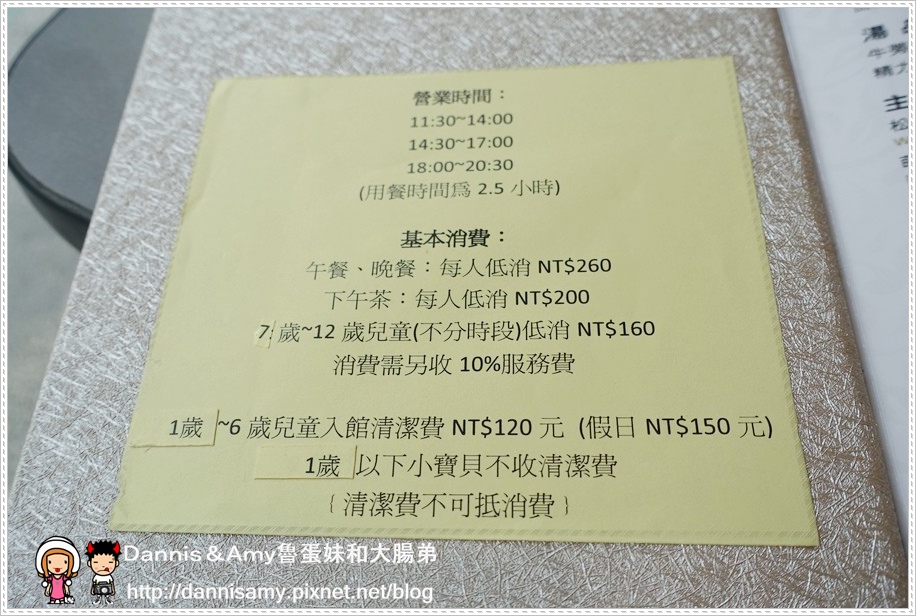 營業時間：
11:30~14:00
14:30~17:00
18:00~20:30
(用餐時間為 2.5 小時)
基本消費：
午餐、晚餐：每人低消 NT$260
下午茶：每人低消 NT$200
7 歲~12 歲兒童(不分時段)低消 NT$160
消費需另收 10%服務費
1歲 ~6 歲兒童入館清潔費 NT$120 元 (假日 NT$150 元)
1歲 以下小寶貝不收清潔費
﹛清潔費不可抵消費﹜
湯
牛
精
主
松
Dannis＆Amy魯蛋妹和大腸弟
http://dannisamy.pixnet.net/blog